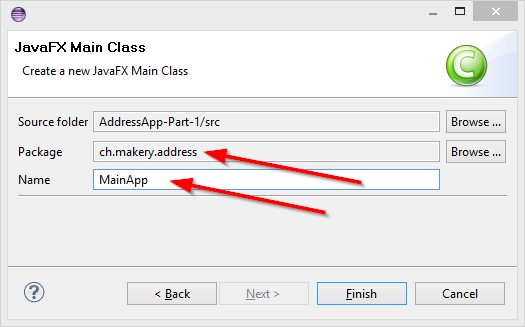 JavaFX Main Class
Create a new JavaFX Main Class
C
Source folder AddressApp-Part-1/src Browse ...
Package ch.makery.address Browse ...
Name MainApp
? < Back Next > Finish Cancel